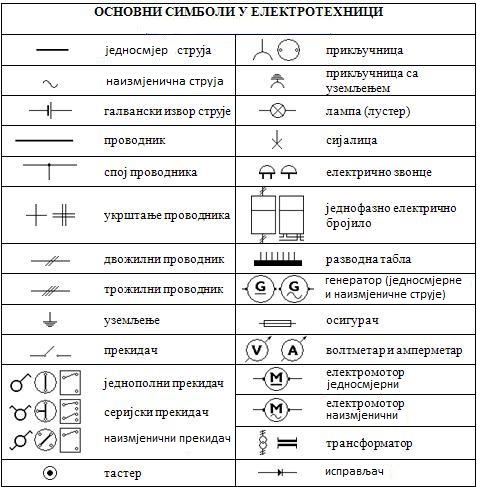 ОСНОВНИ СИМБОЛИ У ЕЛЕКТРОТЕХНИЦИ
једносмјер струја
прикључница
наизмјенична струја
прикључница са
уземљењем
галвански извор струје
лампа (лустер)
проводник
сијалица
спој проводника
електрично звонце
укрштање проводника
једнофазно електрично
бројило
двожилни проводник
разводна табла
трожилни проводник
G G
генератор (једносмјерне
и наизмјеничне струје)
уземљење
осигурач
прекидач
V A
волтметар и амперметар
једнополни прекидач
M
електромотор
једносмјерни
серијски прекидач
M
електромотор
наизмјенични
наизмјенични прекидач
трансформатор
тастер
исправљач